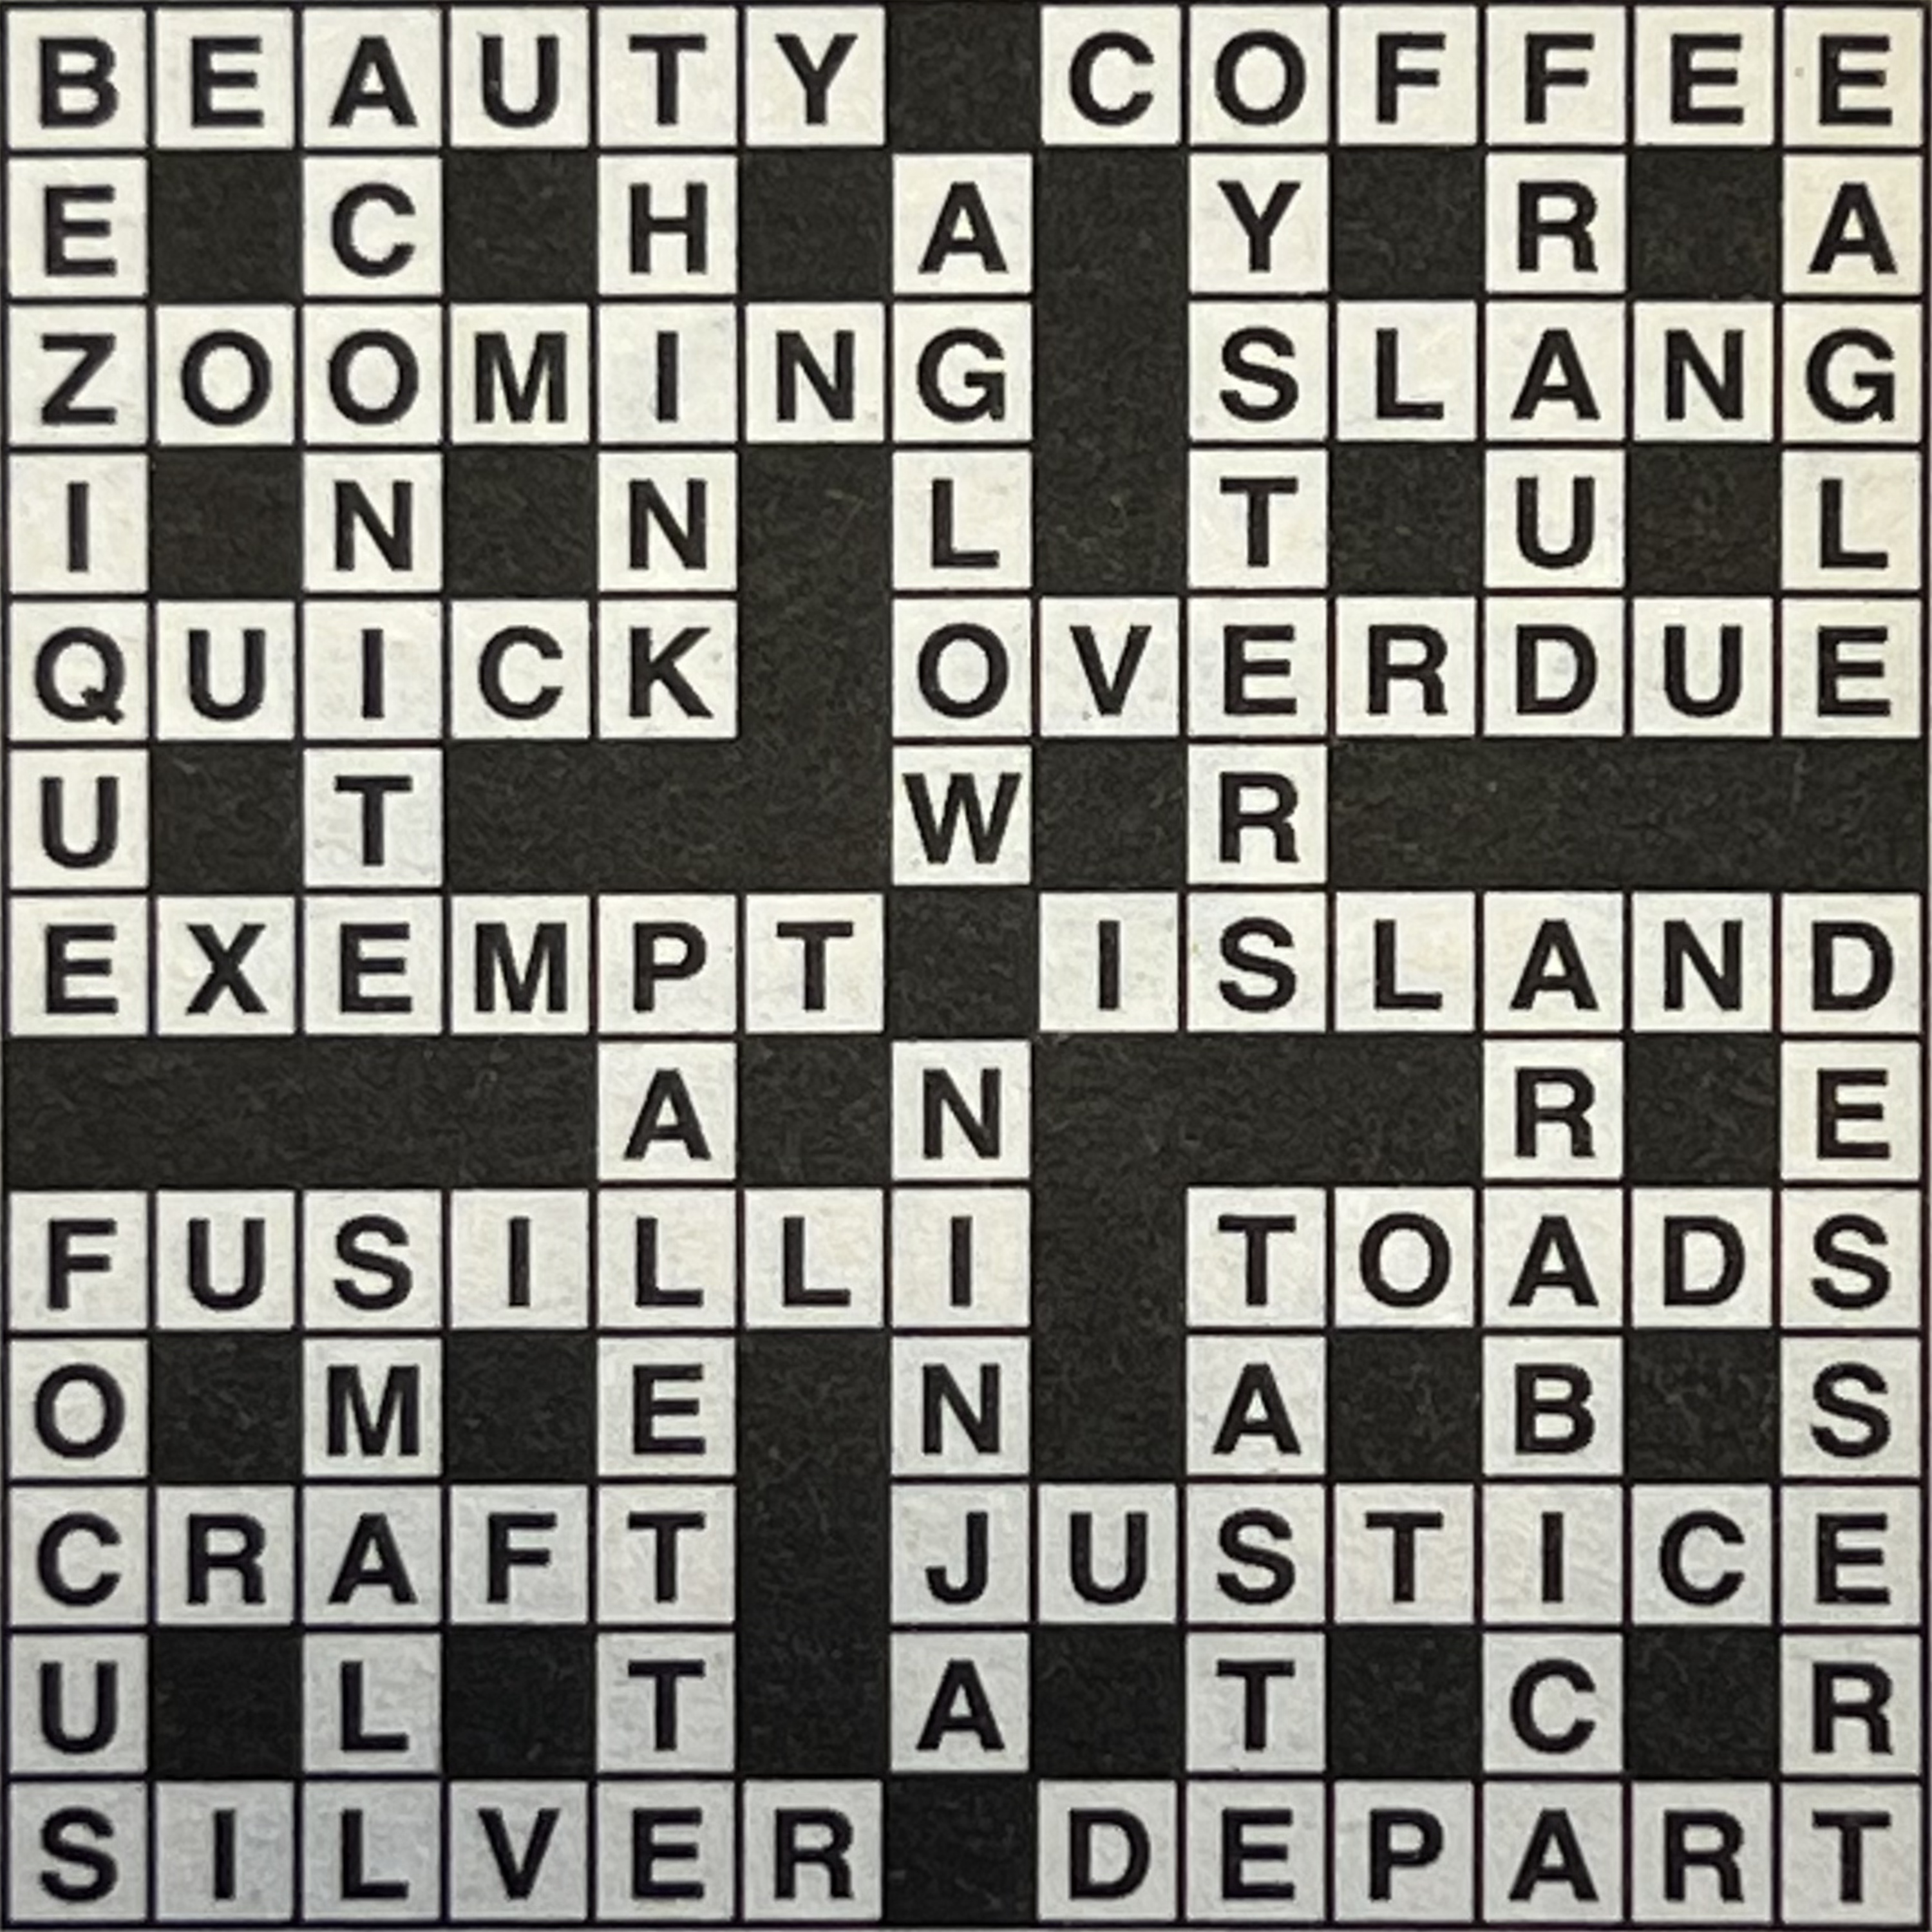 BEAUTY COFFEE
E C H A Y R A
ZOOMING SLANG
I N N L T U L
QUICK OVERDUE
U T W R
EXEMPT ISLAND
A N R E
FUSILLI TOADS
O M E N A B S
CRAFT JUSTICE
U L T A T C R
SILVER DEPART